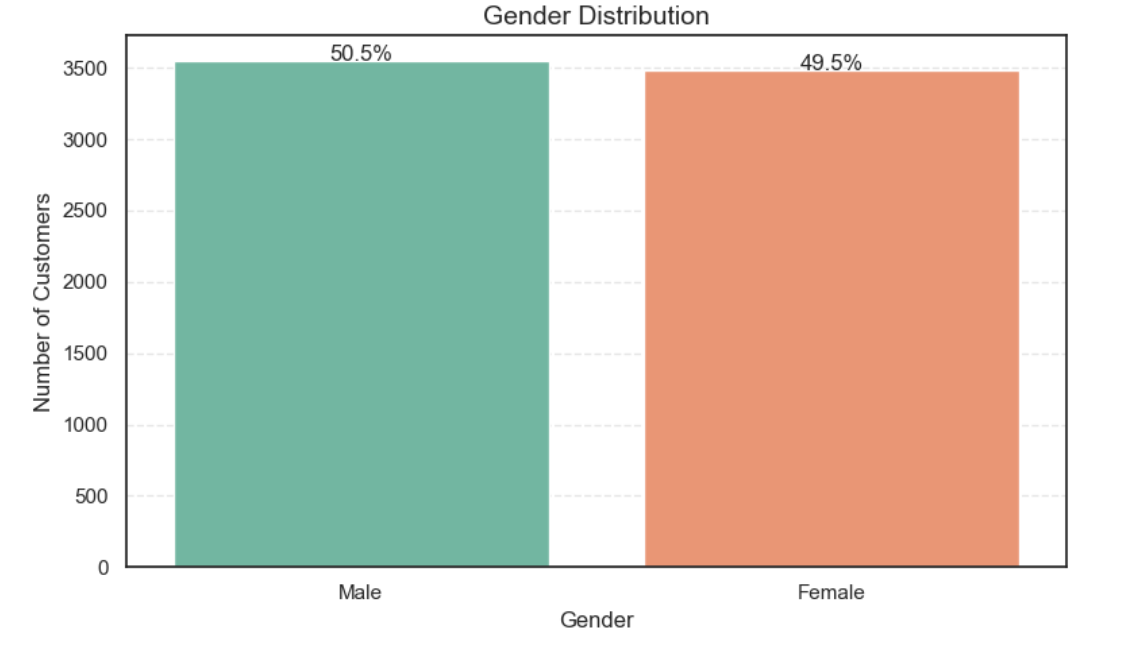 Gender Distribution
50.5%
49.5%
3500
3000
2500
2000
1500
1000
500
0
Number of Customers
Male
Female
Gender